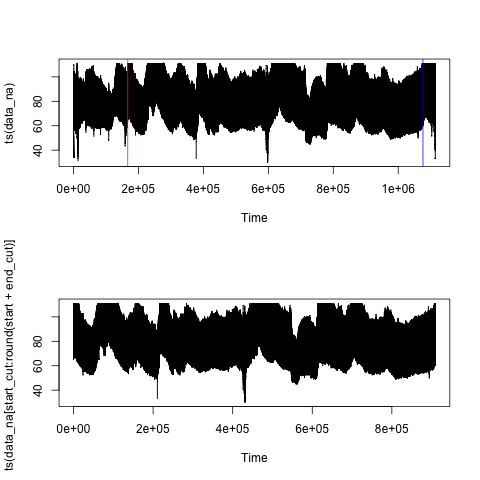 ts(data_na)
80
60
40
0e+00 2e+05 4e+05 6e+05 8e+05 1e+06
Time
ts(data_na[start_cut:round(start + end_cut)]
80
60
40
0e+00 2e+05 4e+05 6e+05 8e+05
Time